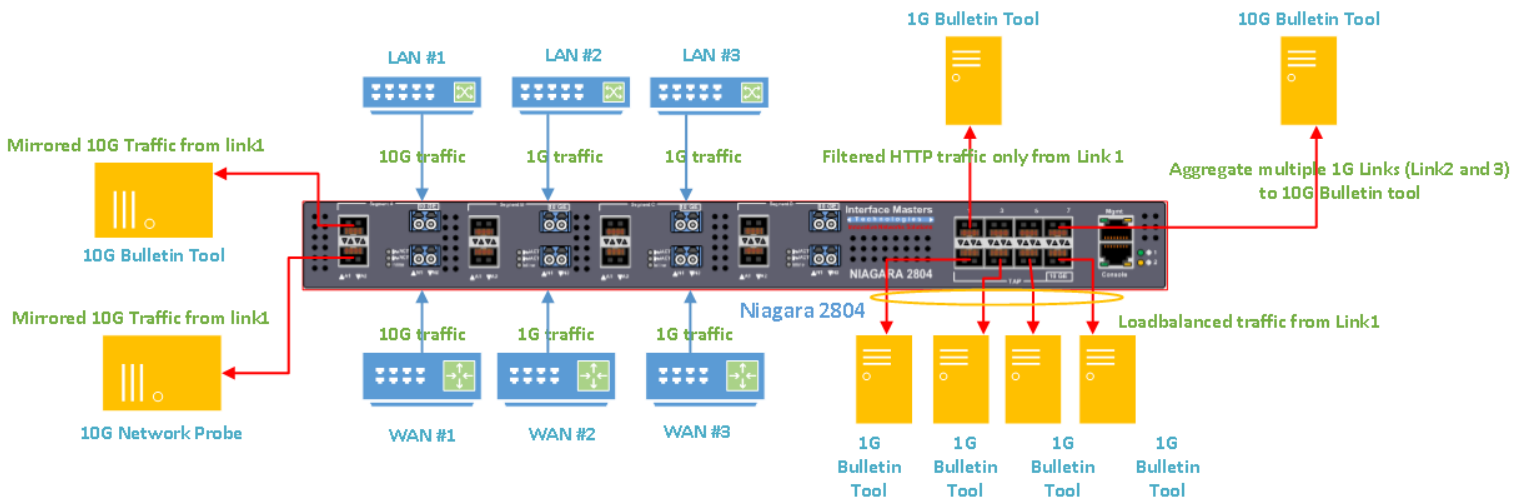 1G Bulletin Tool
10G Bulletin Tool
LAN #1
LAN #2
LAN #3
Mirrored 10G Traffic from link1
10G traffic
1G traffic
1G traffic
Filtered HTTP traffic only from Link 1
Aggregate multiple 1G Links (Link2 and 3)
to 10G Bulletin tool
10G Bulletin Tool
Interface Masters
Technologies
NIAGARA 2804
Mgmt
Console
TAP
Niagara 2804
Mirrored 10G Traffic from link1
10G traffic
1G traffic
1G traffic
Loadbalanced traffic from Link1
10G Network Probe
WAN #1
WAN #2
WAN #3
1G
Bulletin
Tool
1G
Bulletin
Tool
1G
Bulletin
Tool
1G
Bulletin
Tool